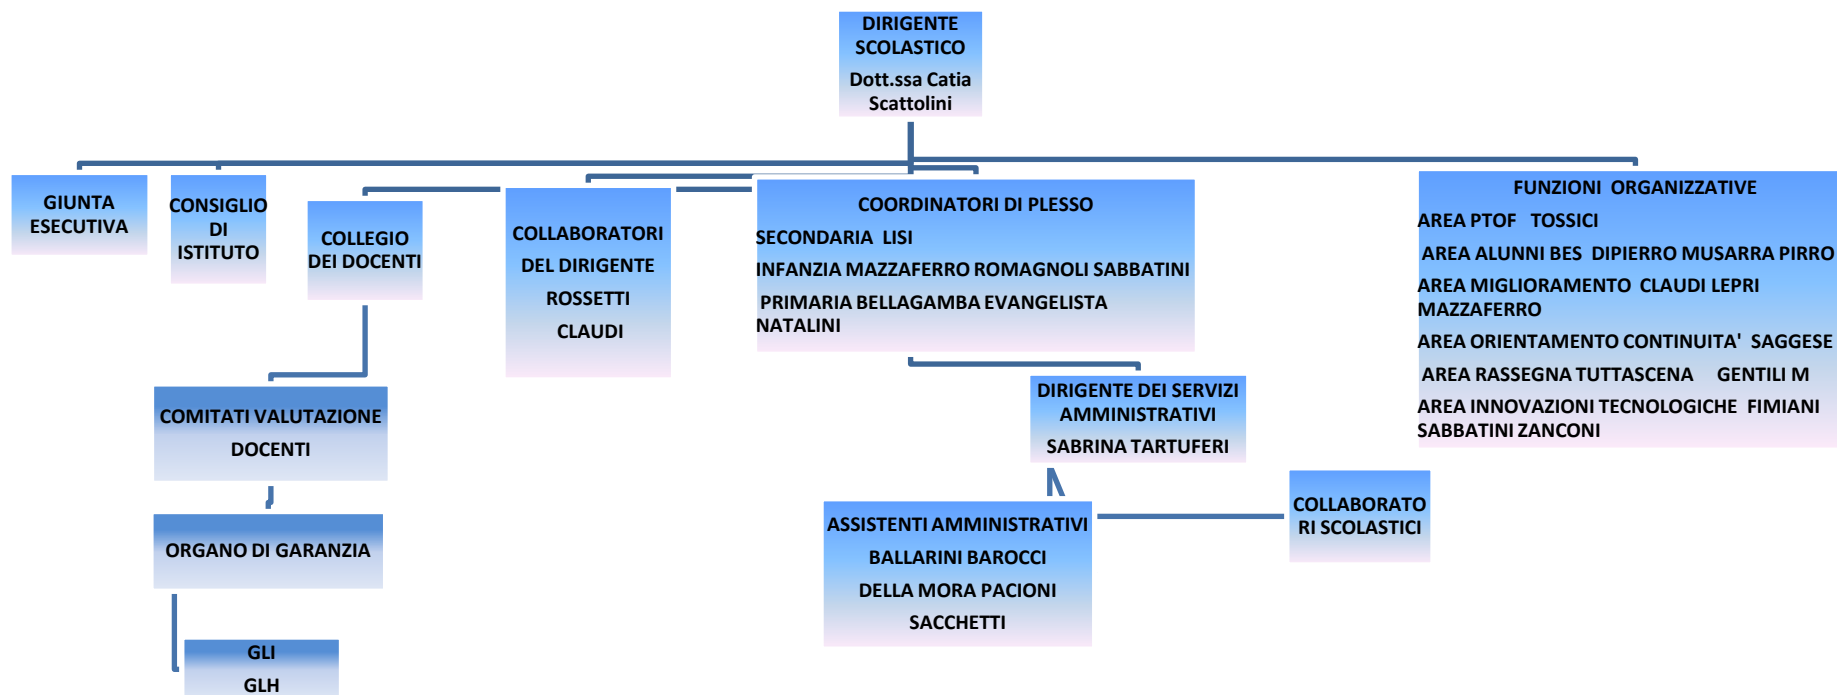 DIRIGENTE
SCOLASTICO
Dott.ssa Catia
Scattolini
GIUNTA
ESECUTIVA
CONSIGLIO
DI
ISTITUTO
COLLEGIO
DEI DOCENTI
COLLABORATORI
DEL DIRIGENTE
ROSSETTI
CLAUDI
COORDINATORI DI PLESSO
SECONDARIA LISI
INFANZIA MAZZAFERRO ROMAGNOLI SABBATINI
PRIMARIA BELLAGAMBA EVANGELISTA
NATALINI
FUNZIONI ORGANIZZATIVE
AREA PTOF TOSSICI
AREA ALUNNI BES DIPIERRO MUSARRA PIRRO
AREA MIGLIORAMENTO CLAUDI LEPRI
MAZZAFERRO
AREA ORIENTAMENTO CONTINUITA' SAGGESE
AREA RASSEGNA TUTTASCENA GENTILI M
AREA INNOVAZIONI TECNOLOGICHE FIMIANI
SABBATINI ZANCONI
COMITATI VALUTAZIONE
DOCENTI
DIRIGENTE DEI SERVIZI
AMMINISTRATIVI
SABRINA TARTUFERI
ORGANO DI GARANZIA
ASSISTENTI AMMINISTRATIVI
BALLARINI BAROCCI
DELLA MORA PACIONI
SACCHETTI
COLLABORATO
RI SCOLASTICI
GLI
GLH